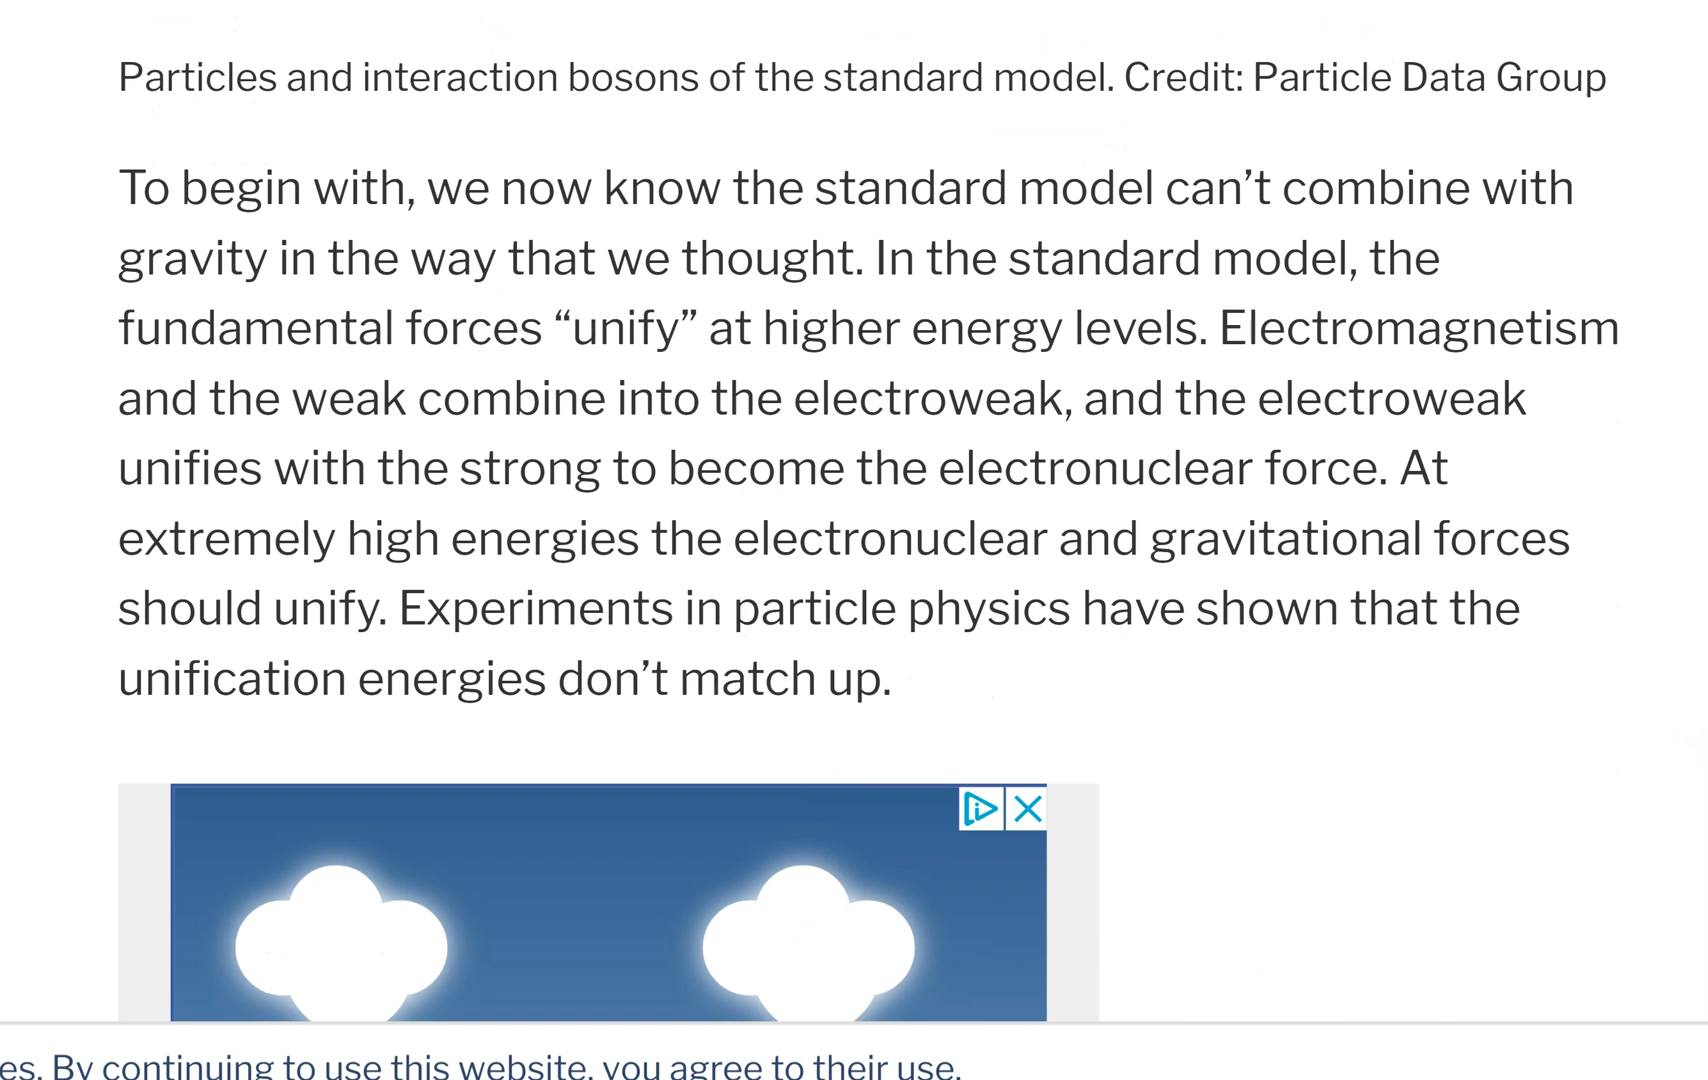 Particles and interaction bosons of the standard model. Credit: Particle Data Group
To begin with, we now know the standard model can’t combine with
gravity in the way that we thought. In the standard model, the
fundamental forces “unify” at higher energy levels. Electromagnetism
and the weak combine into the electroweak, and the electroweak
unifies with the strong to become the electronuclear force. At
extremely high energies the electronuclear and gravitational forces
should unify. Experiments in particle physics have shown that the
unification energies don’t match up.
es. By continuing to use this website, you agree to their use.